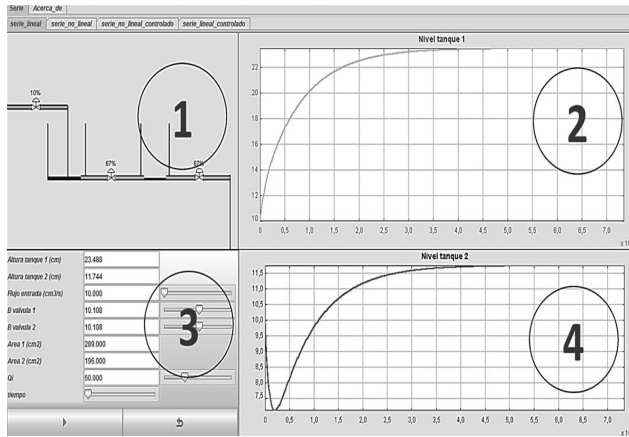 Serie Acerca_de
serie_lineal serie_no_lineal serie_no_lineal_controlado serie_lineal_controlado
10%
67%
67%
1
Nivel tanque 1
22
20
18
16
14
12
10
0 0,5 1,0 1,5 2,0 2,5 3,0 3,5 4,0 4,5 5,0 5,5 6,0 6,5 7,0
2
Altura tanque 1 (cm) 23.488
Altura tanque 2 (cm) 11.744
Flujo entrada (cm3/s) 10.000
B valvula 1 10.108
B valvula 2 10.108
Area 1 (cm2) 289.000
Area 2 (cm2) 196.000
Qi 60.000
tiempo
3
Nivel tanque 2
11,5
11,0
10,5
10,0
9,5
9,0
8,5
8,0
7,5
0 0,5 1,0 1,5 2,0 2,5 3,0 3,5 4,0 4,5 5,0 5,5 6,0 6,5 7,0
4